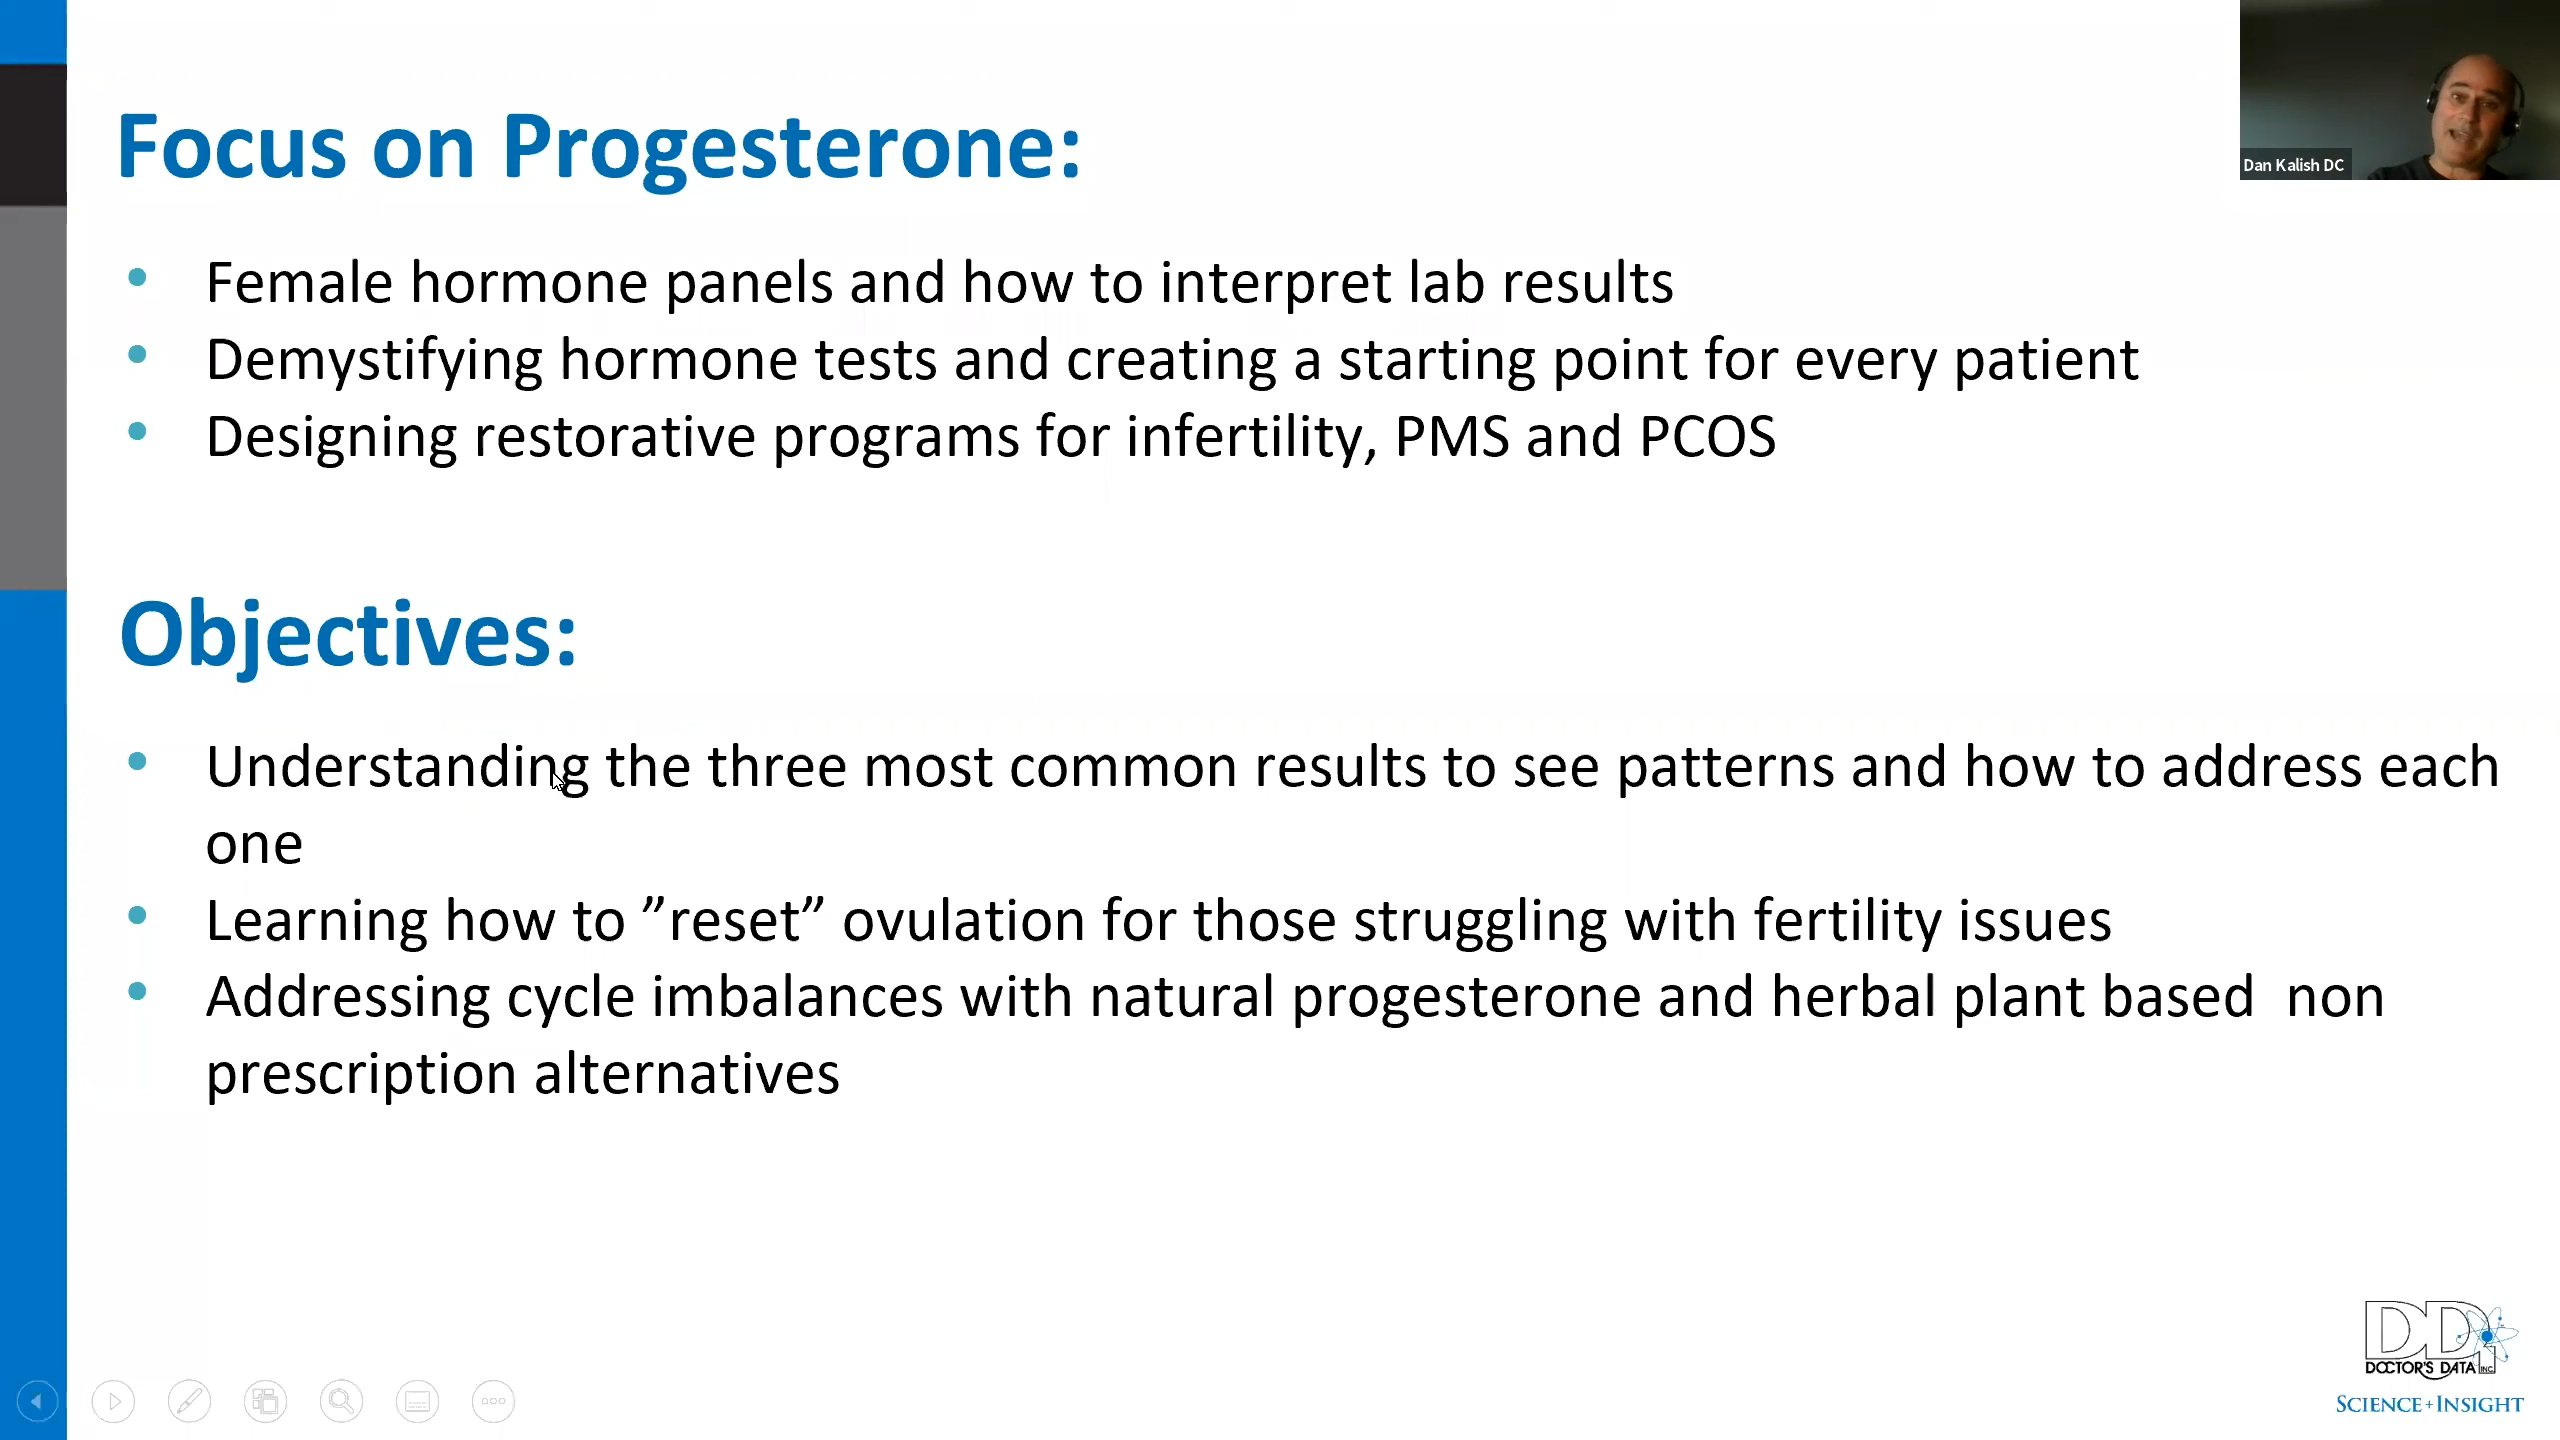 Focus on Progesterone:
Dan Kalish DC
• Female hormone panels and how to interpret lab results
• Demystifying hormone tests and creating a starting point for every patient
• Designing restorative programs for infertility, PMS and PCOS
Objectives:
• Understanding the three most common results to see patterns and how to address each
one
• Learning how to ”reset” ovulation for those struggling with fertility issues
• Addressing cycle imbalances with natural progesterone and herbal plant based  non
prescription alternatives
DDI
DOCTOR'S DATA INC.
SCIENCE + INSIGHT